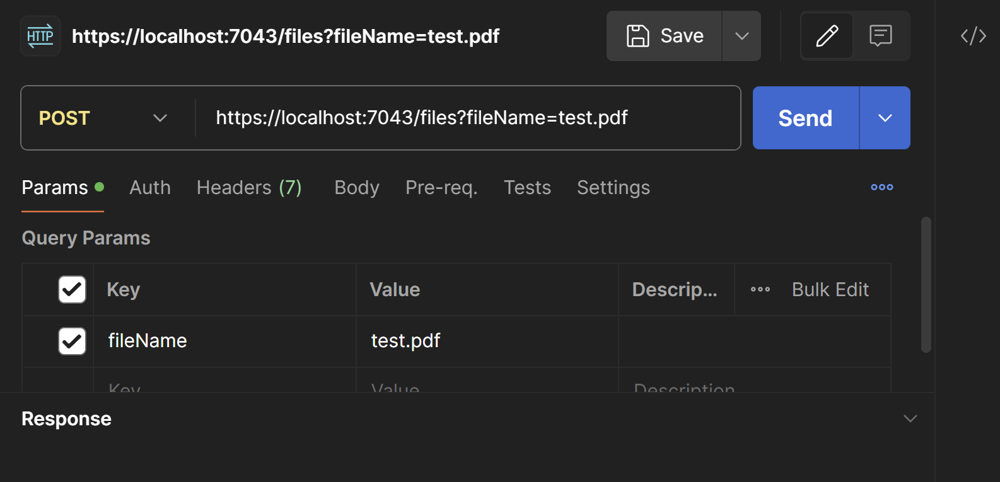 HTTP
https://localhost:7043/files?fileName=test.pdf
Save
POST
https://localhost:7043/files?fileName=test.pdf
Send
Params Auth Headers (7) Body Pre-req. Tests Settings
Query Params
Key Value Descrip... Bulk Edit
fileName test.pdf
Key Value Description
Response